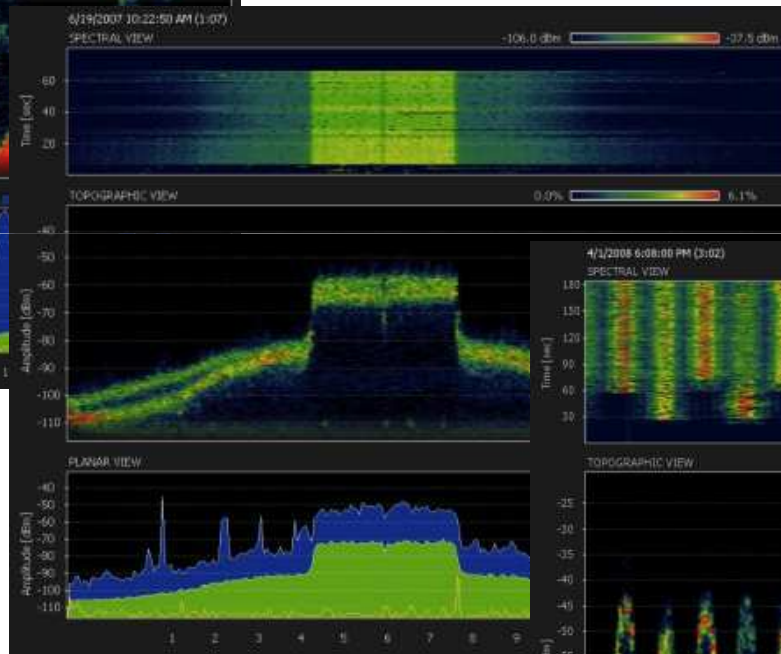 6/19/2007 10:22:50 AM (1:07)
SPECTRAL VIEW
-106.0 dBm -37.5 dBm
Time [sec]
60
40
20
TOPOGRAPHIC VIEW
0.0% 6.1%
Amplitude [dBm]
-40
-50
-60
-70
-80
-90
-100
-110
PLANAR VIEW
Amplitude [dBm]
-40
-50
-60
-70
-80
-90
-100
-110
1 2 3 4 5 6 7 8 9
4/1/2008 6:08:00 PM (3:02)
SPECTRAL VIEW
Time [sec]
180
150
120
90
60
30
TOPOGRAPHIC VIEW
-25
-30
-35
-40
-45
-50